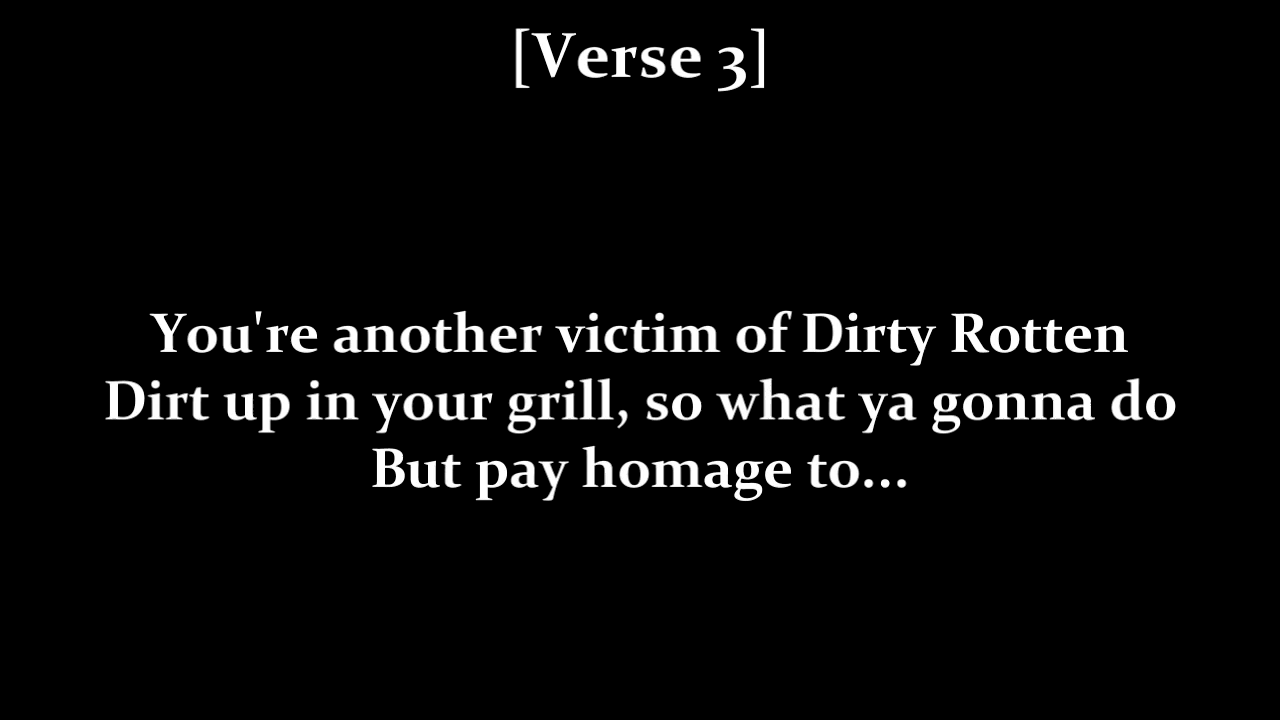 [Verse 3]
You're another victim of Dirty Rotten
Dirt up in your grill, so what ya gonna do
But pay homage to...